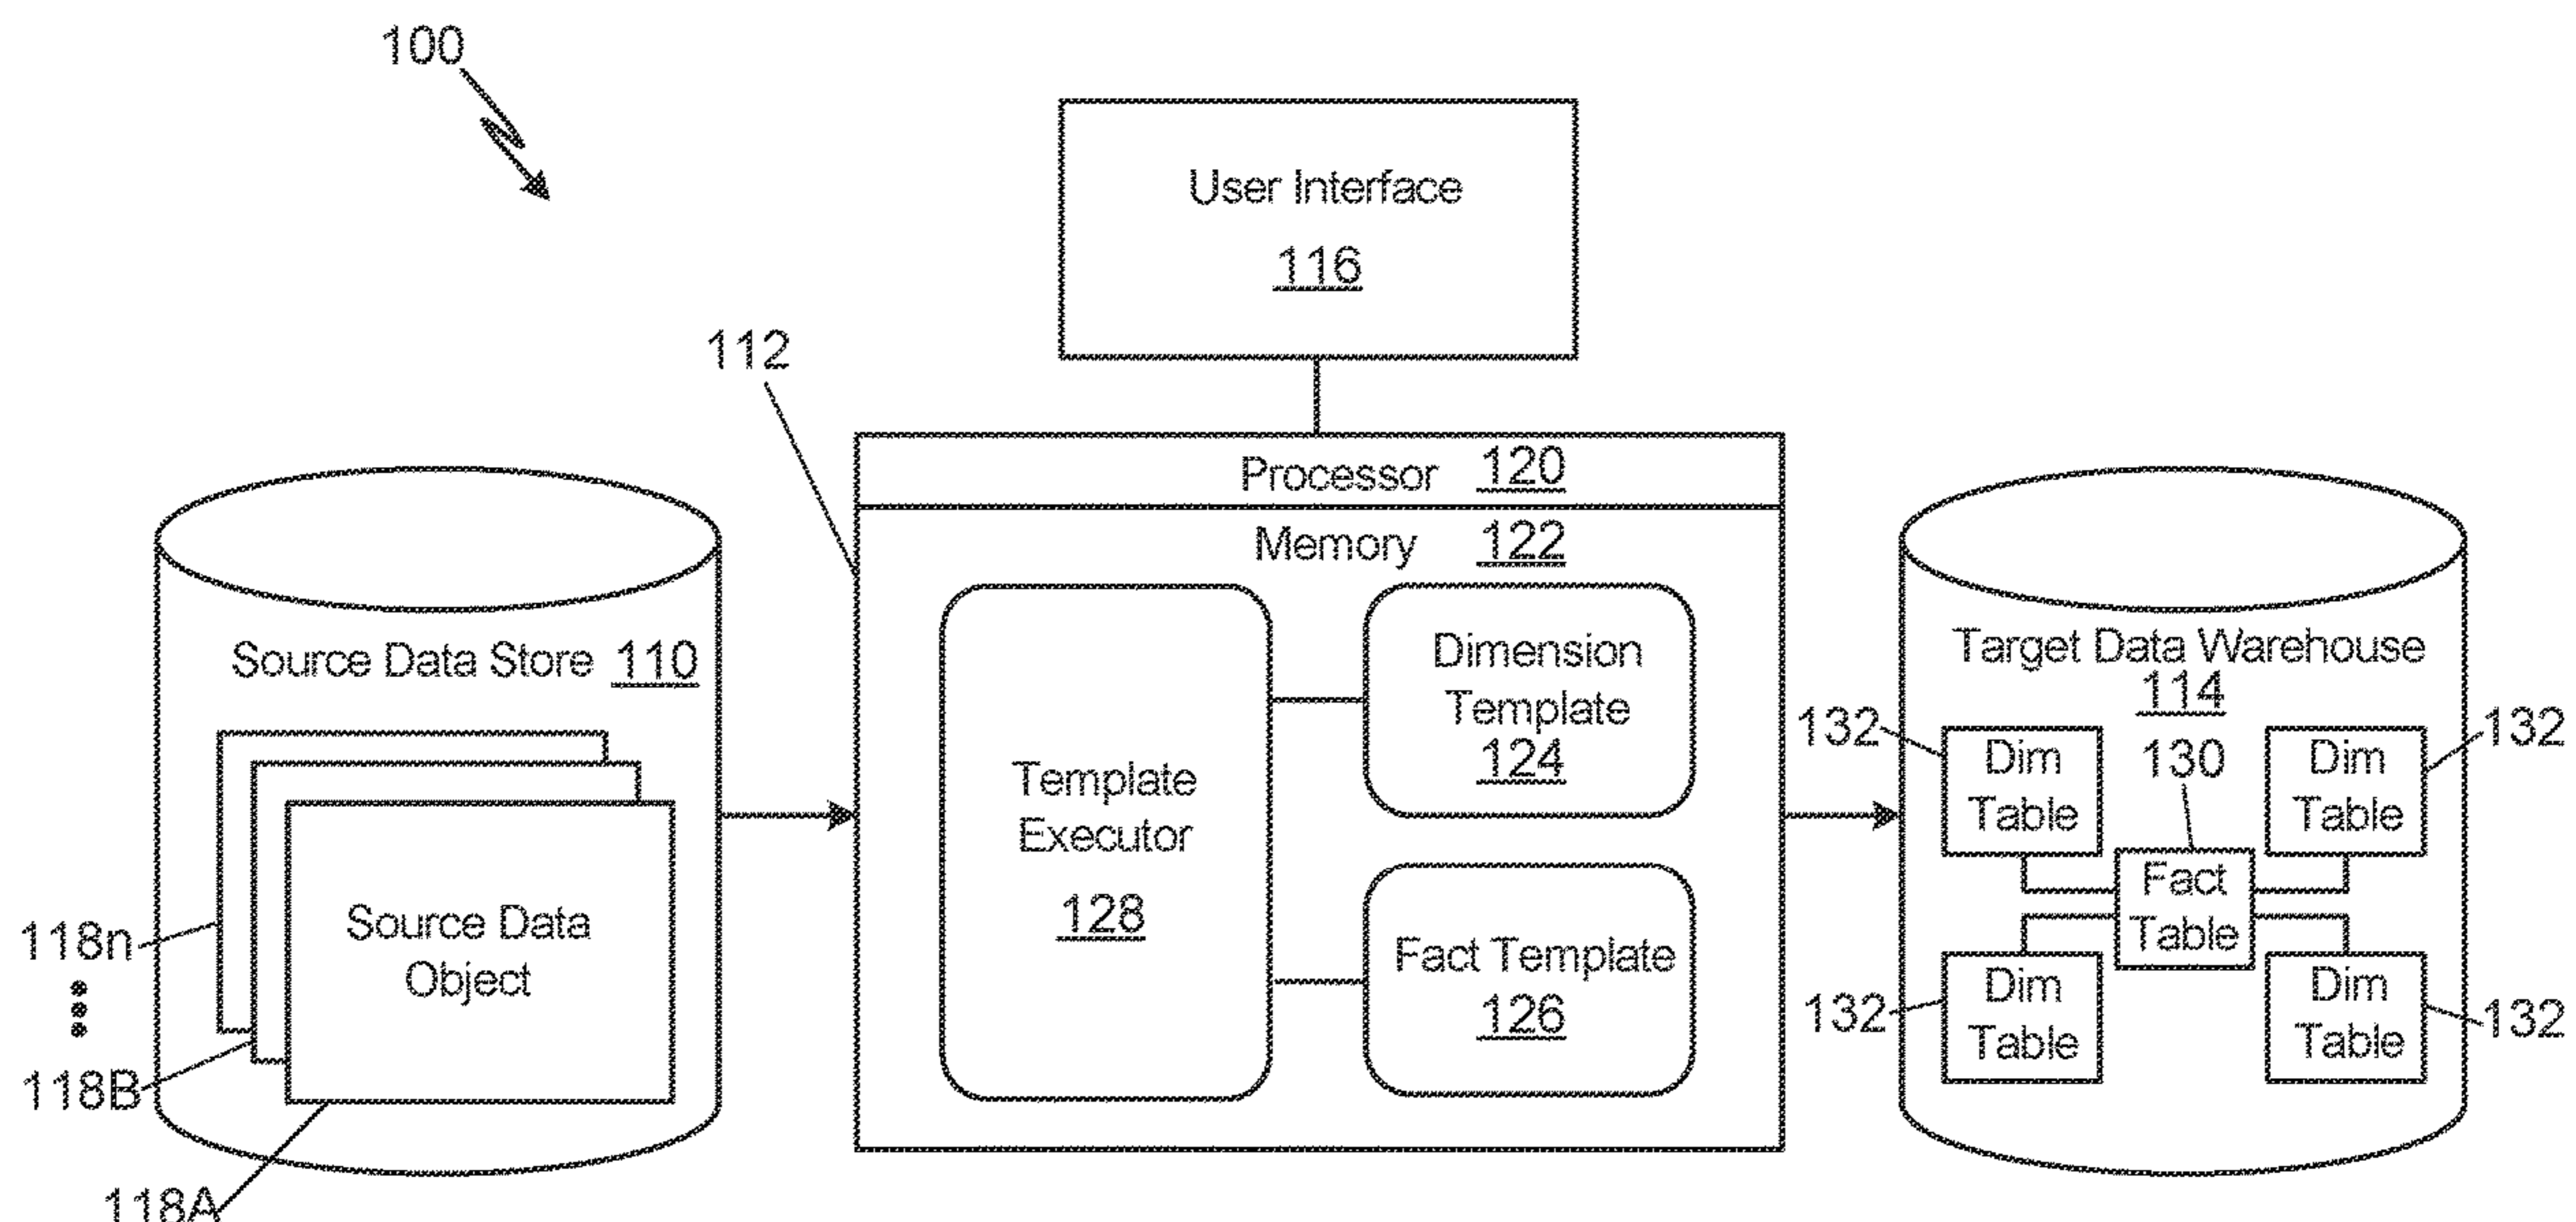 100
User Interface
116
112
Processor 120
Memory 122
Source Data Store 110
Source Data
Object
118n
118B
118A
Template
Executor
128
Dimension
Template
124
Fact Template
126
Target Data Warehouse
114
132
Dim
Table
130
Fact
Table
Dim
Table
132
132
Dim
Table
Dim
Table
132